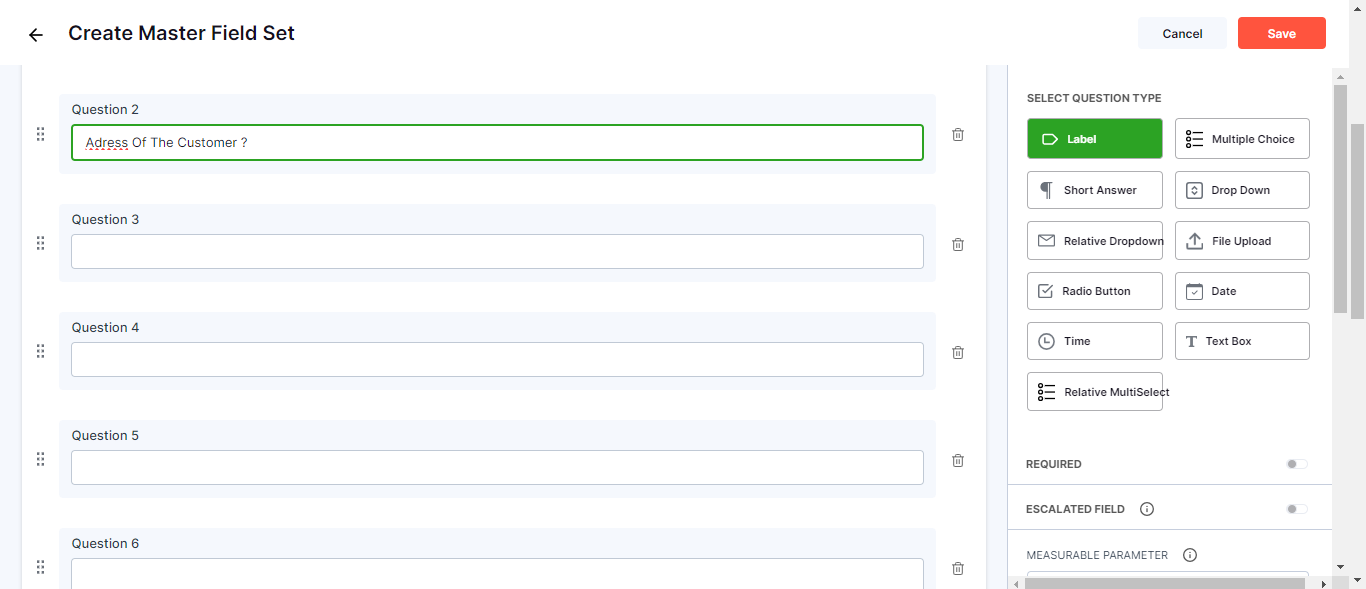 Create Master Field Set
Cancel
Save
Question 2
Adress Of The Customer ?
Question 3
Question 4
Question 5
Question 6
SELECT QUESTION TYPE
Label
Multiple Choice
Short Answer
Drop Down
Relative Dropdown
File Upload
Radio Button
Date
Time
Text Box
Relative MultiSelect
REQUIRED
ESCALATED FIELD
MEASURABLE PARAMETER